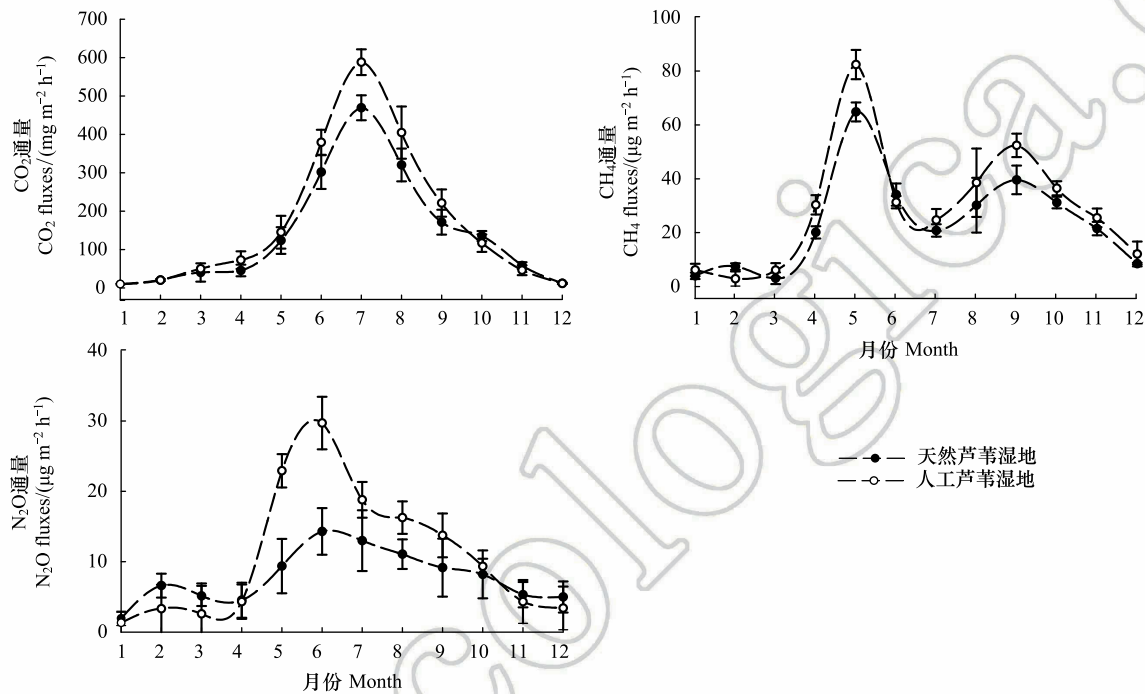 700
600
500
400
300
200
100
0
CO₂通量
CO₂ fluxes/(mg m⁻² h⁻¹)
1 2 3 4 5 6 7 8 9 10 11 12
100
80
60
40
20
0
CH₄通量
CH₄ fluxes/(μg m⁻² h⁻¹)
1 2 3 4 5 6 7 8 9 10 11 12
月份 Month
40
30
20
10
0
N₂O通量
N₂O fluxes/(μg m⁻² h⁻¹)
1 2 3 4 5 6 7 8 9 10 11 12
月份 Month
天然芦苇湿地
人工芦苇湿地
cologica.